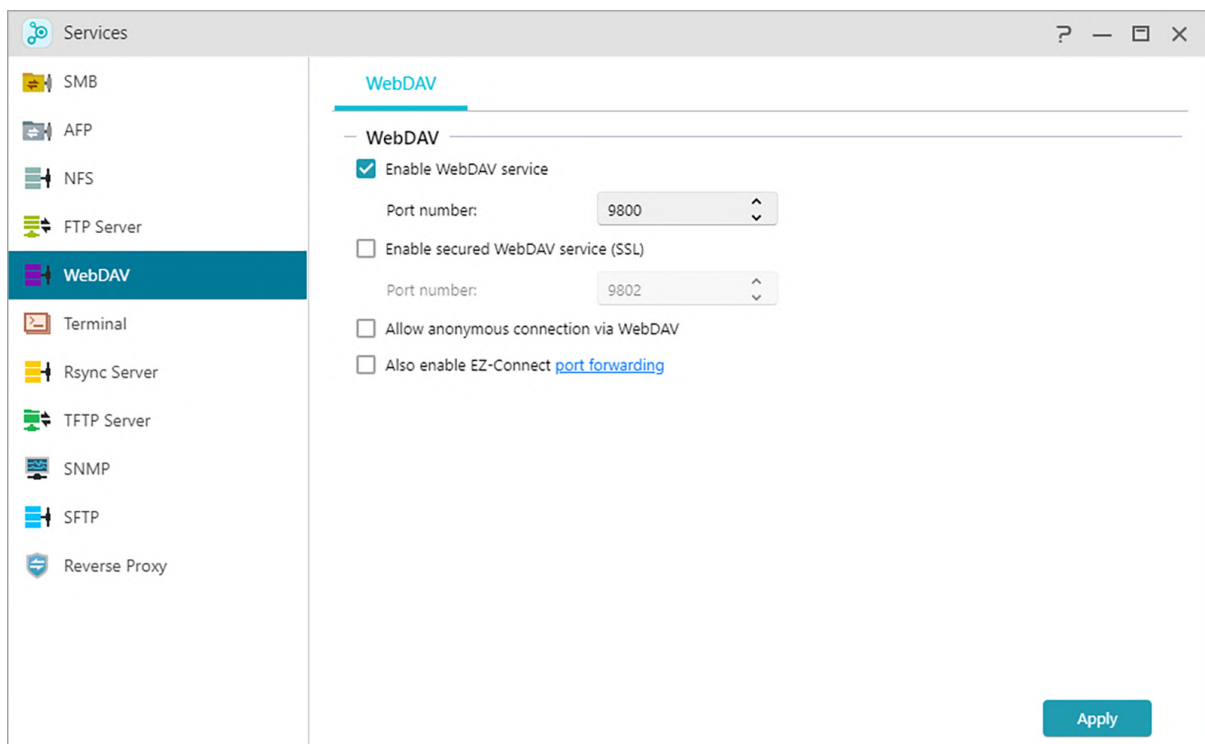 Services
SMB
AFP
NFS
FTP Server
WebDAV
Terminal
Rsync Server
TFTP Server
SNMP
SFTP
Reverse Proxy
WebDAV
WebDAV
Enable WebDAV service
Port number: 9800
Enable secured WebDAV service (SSL)
Port number: 9802
Allow anonymous connection via WebDAV
Also enable EZ-Connect port forwarding
Apply